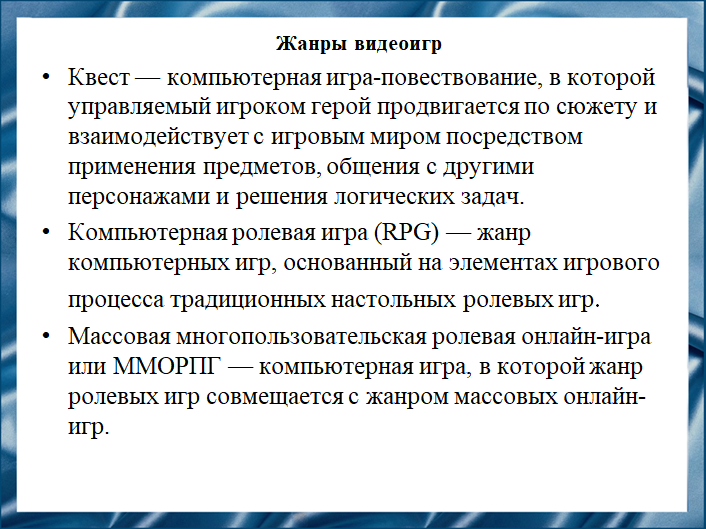 Жанры видеоигр
• Квест — компьютерная игра-повествование, в которой
управляемый игроком герой продвигается по сюжету и
взаимодействует с игровым миром посредством
применения предметов, общения с другими
персонажами и решения логических задач.
• Компьютерная ролевая игра (RPG) — жанр
компьютерных игр, основанный на элементах игрового
процесса традиционных настольных ролевых игр.
• Массовая многопользовательская ролевая онлайн-игра
или ММОРПГ — компьютерная игра, в которой жанр
ролевых игр совмещается с жанром массовых онлайн-
игр.